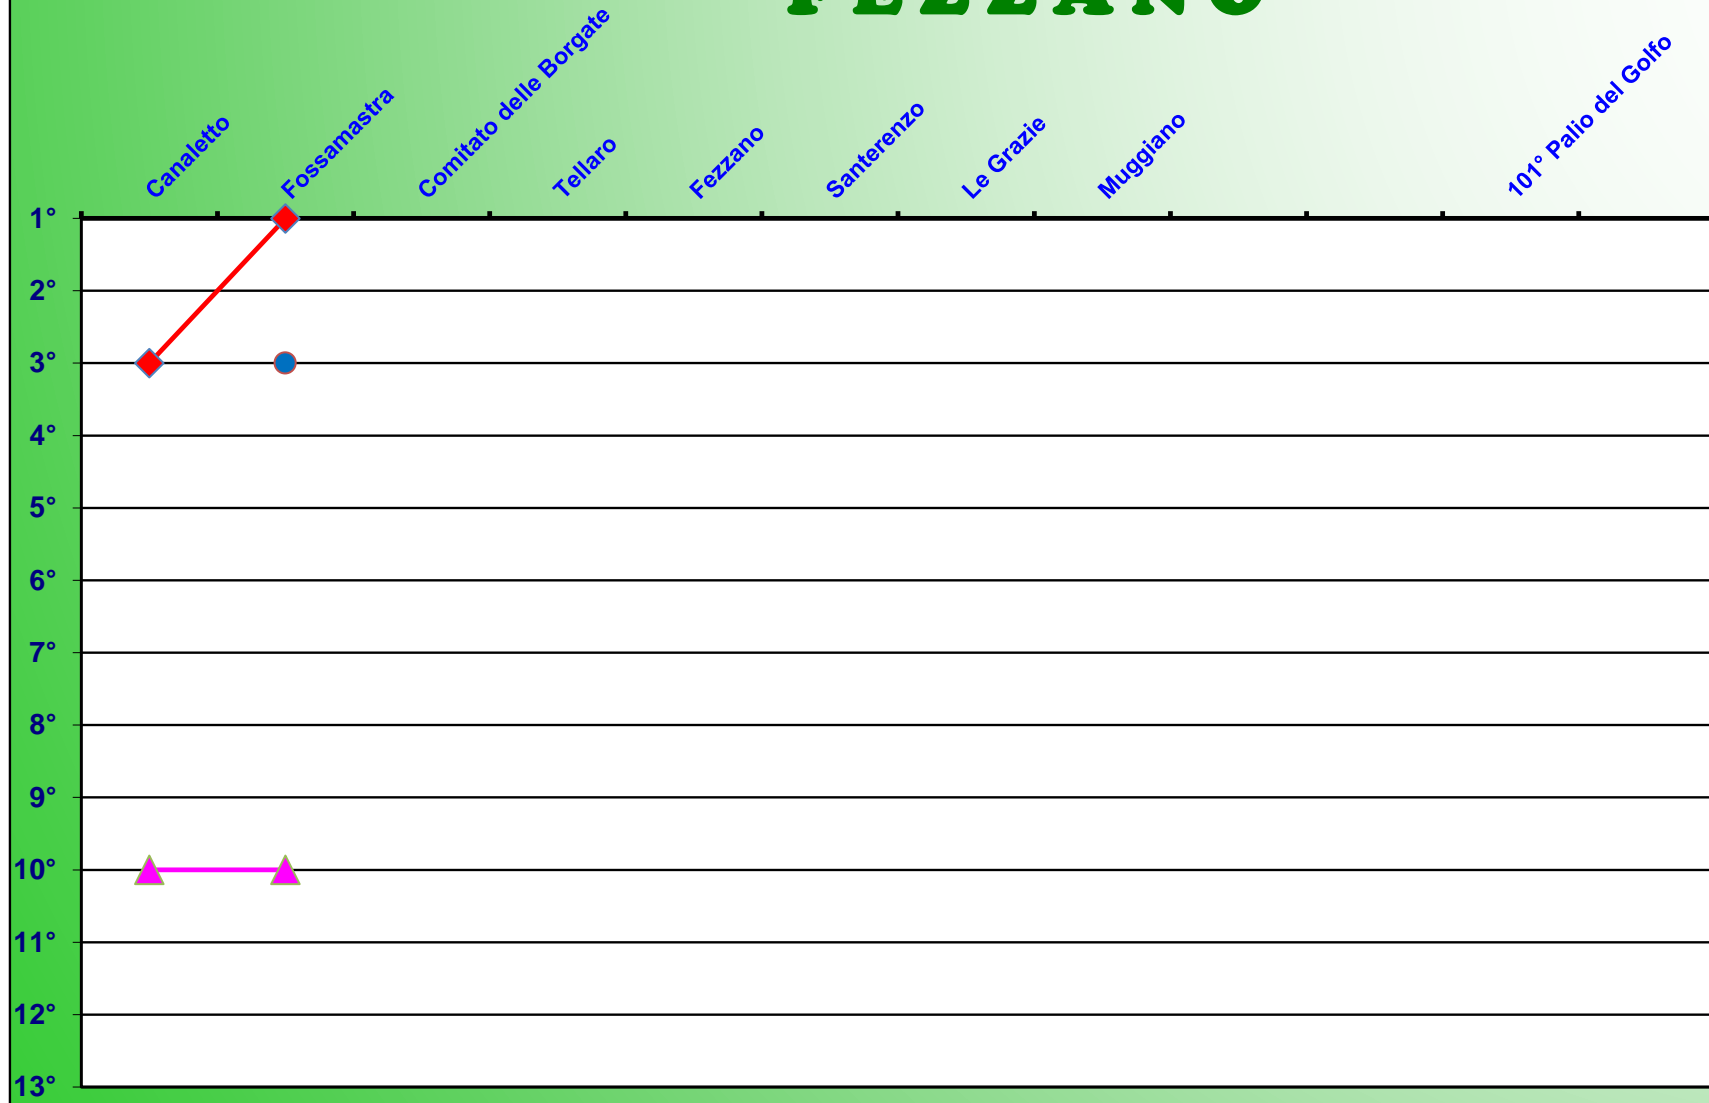 FEZZANO
Canaletto
Fossamastra
Comitato delle Borgate
Tellaro
Fezzano
Santerenzo
Le Grazie
Muggiano
101° Palio del Golfo
1°
2°
3°
4°
5°
6°
7°
8°
9°
10°
11°
12°
13°